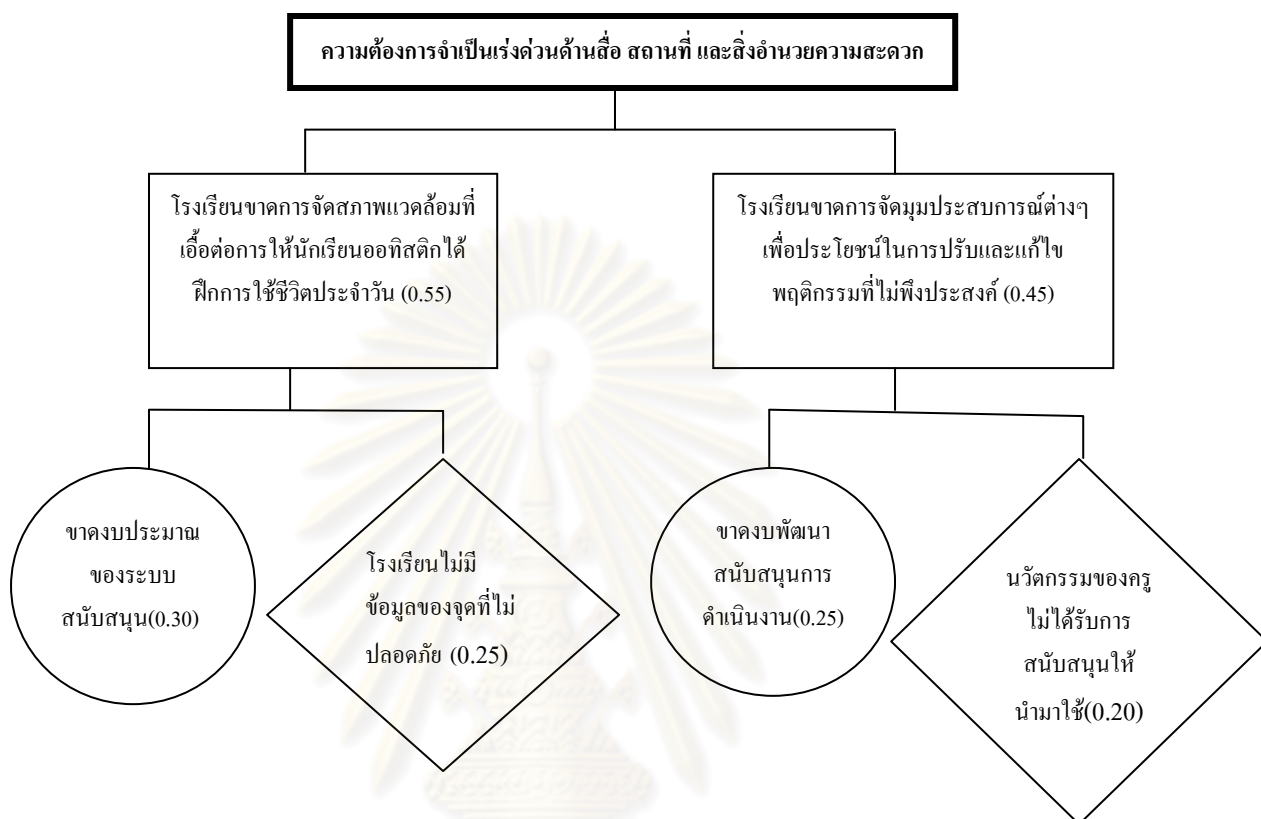 ความต้องการจำเป็นเร่งด่วนด้านสื่อ สถานที่ และสิ่งอำนวยความสะดวก
โรงเรียนขาดการจัดสภาพแวดล้อมที่
เอื้อต่อการให้นักเรียนออทิสติกได้
ฝึกการใช้ชีวิตประจำวัน (0.55)
โรงเรียนขาดการจัดมุมประสบการณ์ต่างๆ
เพื่อประโยชน์ในการปรับและแก้ไข
พฤติกรรมที่ไม่พึงประสงค์ (0.45)
ขาดงบประมาณ
ของระบบ
สนับสนุน(0.30)
โรงเรียนไม่มี
ข้อมูลของจุดที่ไม่
ปลอดภัย (0.25)
ขาดงบพัฒนา
สนับสนุนการ
ดำเนินงาน(0.25)
นวัตกรรมของครู
ไม่ได้รับการ
สนับสนุนให้
นำมาใช้(0.20)